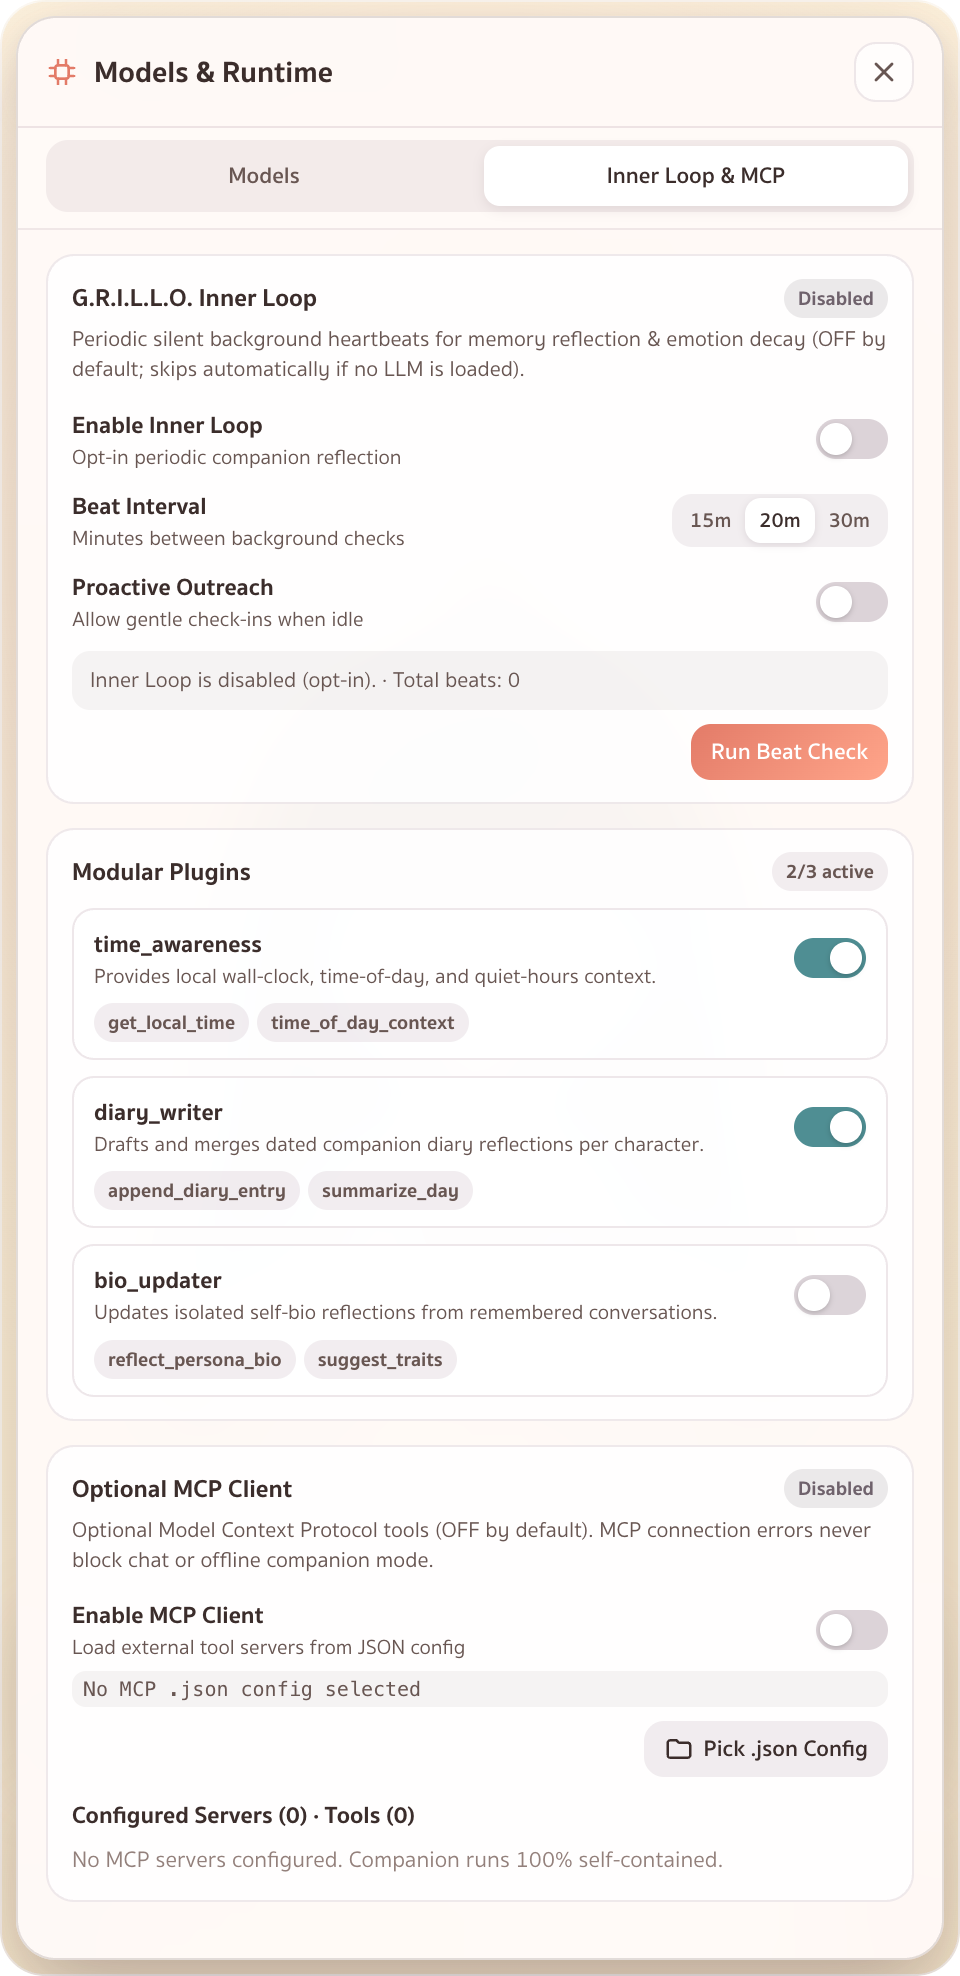 Models & Runtime
Models
Inner Loop & MCP
G.R.I.L.L.O. Inner Loop
Disabled
Periodic silent background heartbeats for memory reflection & emotion decay (OFF by
default; skips automatically if no LLM is loaded).
Enable Inner Loop
Opt-in periodic companion reflection
Beat Interval
Minutes between background checks
15m
20m
30m
Proactive Outreach
Allow gentle check-ins when idle
Inner Loop is disabled (opt-in). · Total beats: 0
Run Beat Check
Modular Plugins
2/3 active
time_awareness
Provides local wall-clock, time-of-day, and quiet-hours context.
get_local_time
time_of_day_context
diary_writer
Drafts and merges dated companion diary reflections per character.
append_diary_entry
summarize_day
bio_updater
Updates isolated self-bio reflections from remembered conversations.
reflect_persona_bio
suggest_traits
Optional MCP Client
Disabled
Optional Model Context Protocol tools (OFF by default). MCP connection errors never
block chat or offline companion mode.
Enable MCP Client
Load external tool servers from JSON config
No MCP .json config selected
Pick .json Config
Configured Servers (0) · Tools (0)
No MCP servers configured. Companion runs 100% self-contained.